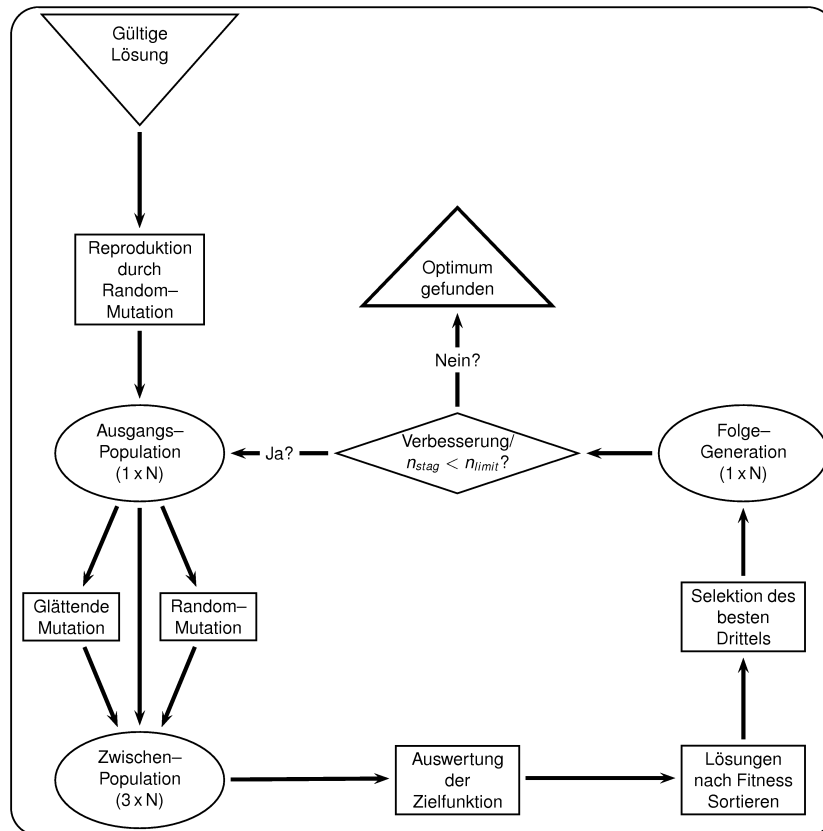 Gültige
Lösung
Reproduktion
durch
Random–
Mutation
Optimum
gefunden
Nein?
Ausgangs–
Population
(1 x N)
Ja?
Verbesserung/
n_stag < n_limit?
Folge–
Generation
(1 x N)
Glättende
Mutation
Random–
Mutation
Selektion des
besten
Drittels
Zwischen–
Population
(3 x N)
Auswertung
der
Zielfunktion
Lösungen
nach Fitness
Sortieren